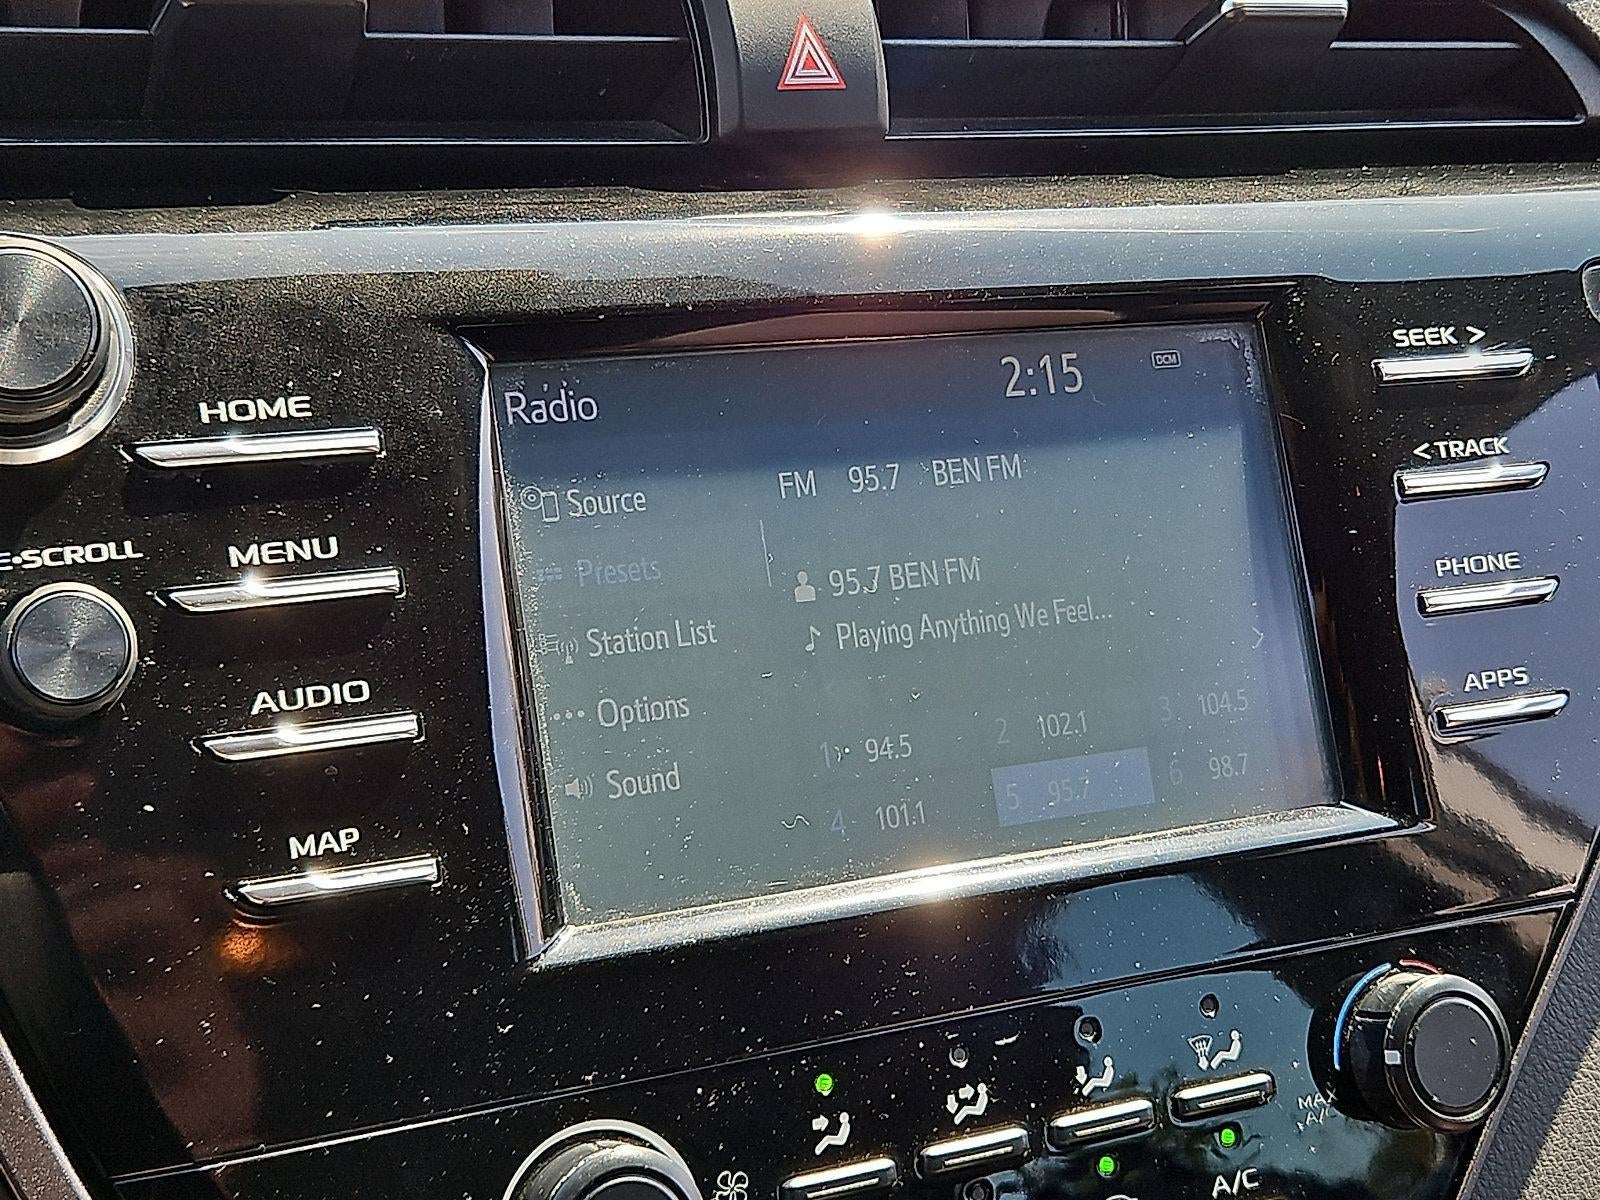 SEEK >
2:15
DCM
Radio
HOME
< TRACK
FM 95.7 BEN FM
Source
E•SCROLL
MENU
Presets
95.7 BEN FM
PHONE
Station List
Playing Anything We Feel...
APPS
AUDIO
Options
1 94.5
2 102.1
3 104.5
Sound
4 101.1
5 95.7
6 98.7
MAP
MAX
A/C
A/C